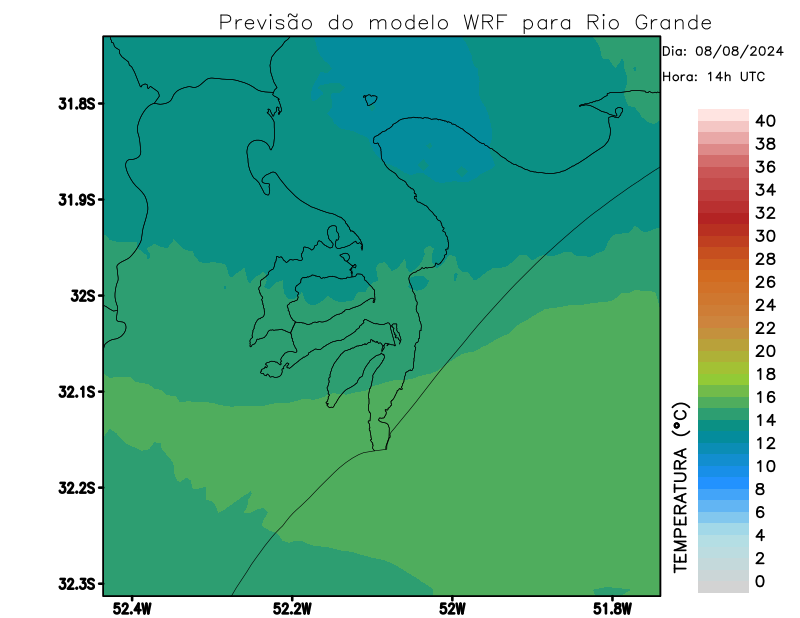 Previsão do modelo WRF para Rio Grande
Dia: 08/08/2024
Hora: 14h UTC
31.8S
31.9S
32S
32.1S
32.2S
32.3S
52.4W
52.2W
52W
51.8W
TEMPERATURA (°C)
40
38
36
34
32
30
28
26
24
22
20
18
16
14
12
10
8
6
4
2
0